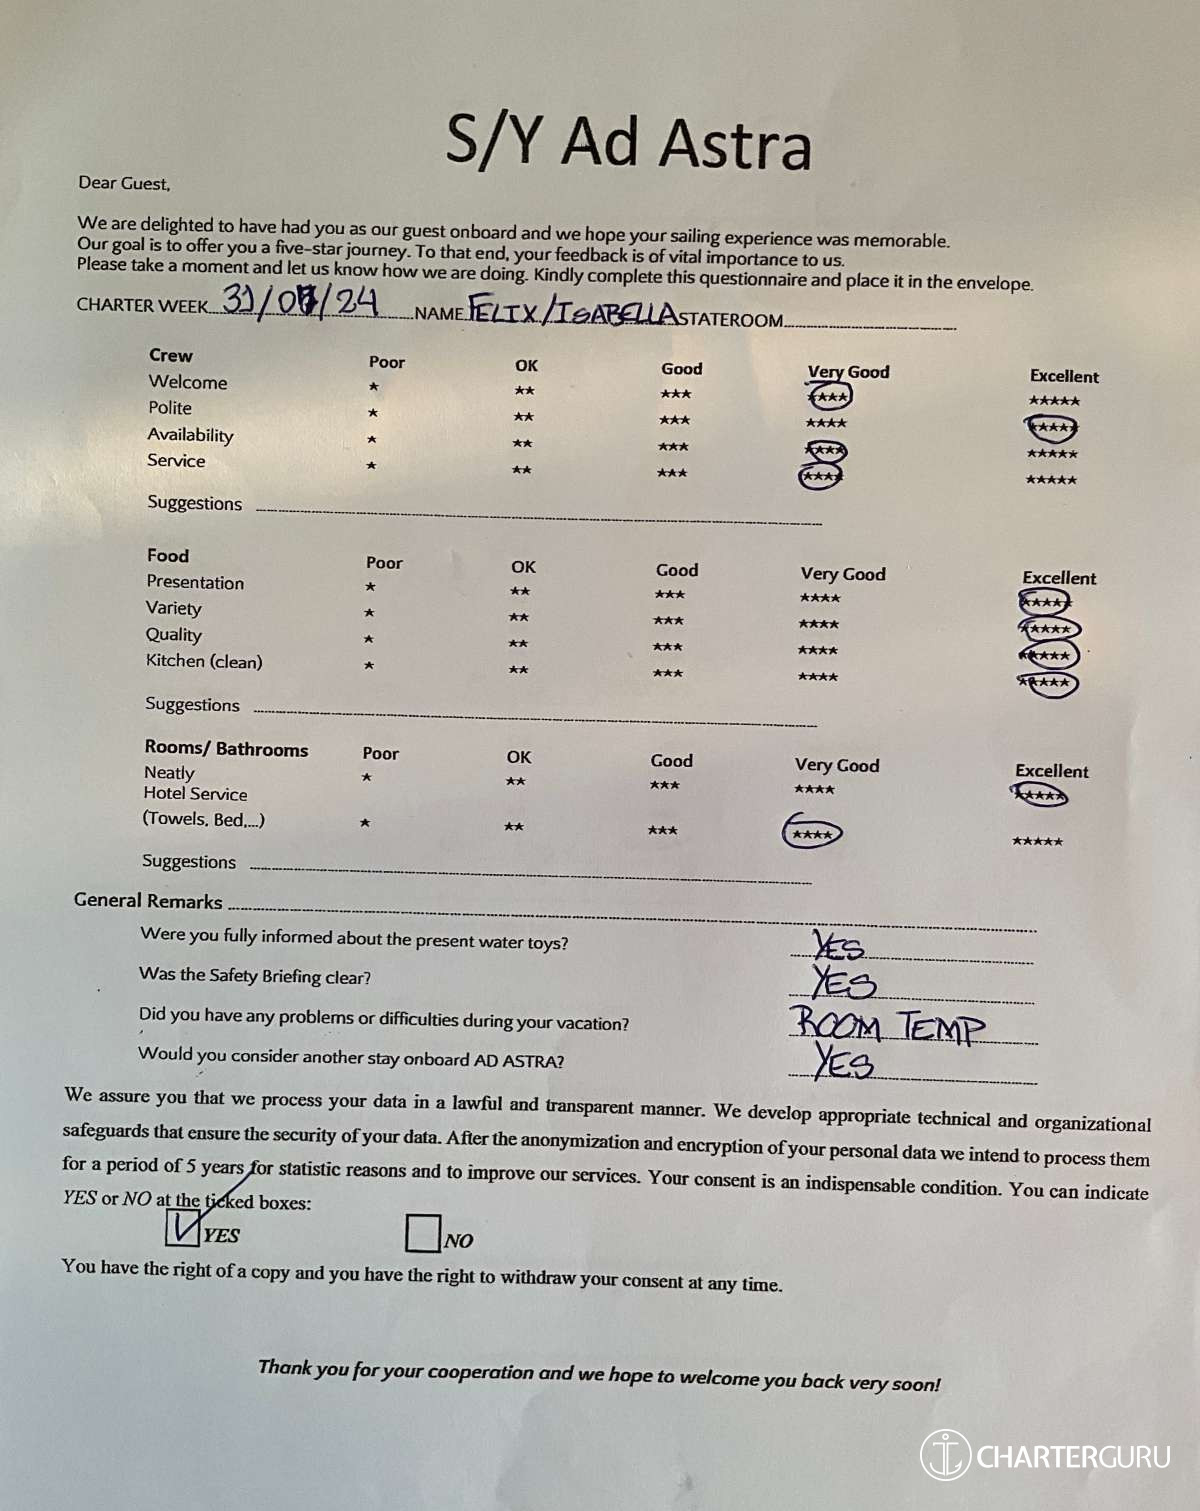 S/Y Ad Astra
Dear Guest,
We are delighted to have had you as our guest onboard and we hope your sailing experience was memorable.
Our goal is to offer you a five-star journey. To that end, your feedback is of vital importance to us.
Please take a moment and let us know how we are doing. Kindly complete this questionnaire and place it in the envelope.
CHARTER WEEK 31/07/24 NAME FELIX/ISABELLA STATEROOM
Crew Poor OK Good Very Good Excellent
Welcome ★ ★★ ★★★ ★★★★ ★★★★★
Polite ★ ★★ ★★★ ★★★★ ★★★★★
Availability ★ ★★ ★★★ ★★★★ ★★★★★
Service ★ ★★ ★★★ ★★★★ ★★★★★
Suggestions
Food Poor OK Good Very Good Excellent
Presentation ★ ★★ ★★★ ★★★★ ★★★★★
Variety ★ ★★ ★★★ ★★★★ ★★★★★
Quality ★ ★★ ★★★ ★★★★ ★★★★★
Kitchen (clean) ★ ★★ ★★★ ★★★★ ★★★★★
Suggestions
Rooms/ Bathrooms Poor OK Good Very Good Excellent
Neatly ★ ★★ ★★★ ★★★★ ★★★★★
Hotel Service
(Towels, Bed,...) ★ ★★ ★★★ ★★★★ ★★★★★
Suggestions
General Remarks
Were you fully informed about the present water toys? YES
Was the Safety Briefing clear? YES
Did you have any problems or difficulties during your vacation? ROOM TEMP
Would you consider another stay onboard AD ASTRA? YES
We assure you that we process your data in a lawful and transparent manner. We develop appropriate technical and organizational
safeguards that ensure the security of your data. After the anonymization and encryption of your personal data we intend to process them
for a period of 5 years for statistic reasons and to improve our services. Your consent is an indispensable condition. You can indicate
YES or NO at the ticked boxes:
YES NO
You have the right of a copy and you have the right to withdraw your consent at any time.
Thank you for your cooperation and we hope to welcome you back very soon!
CHARTERGURU